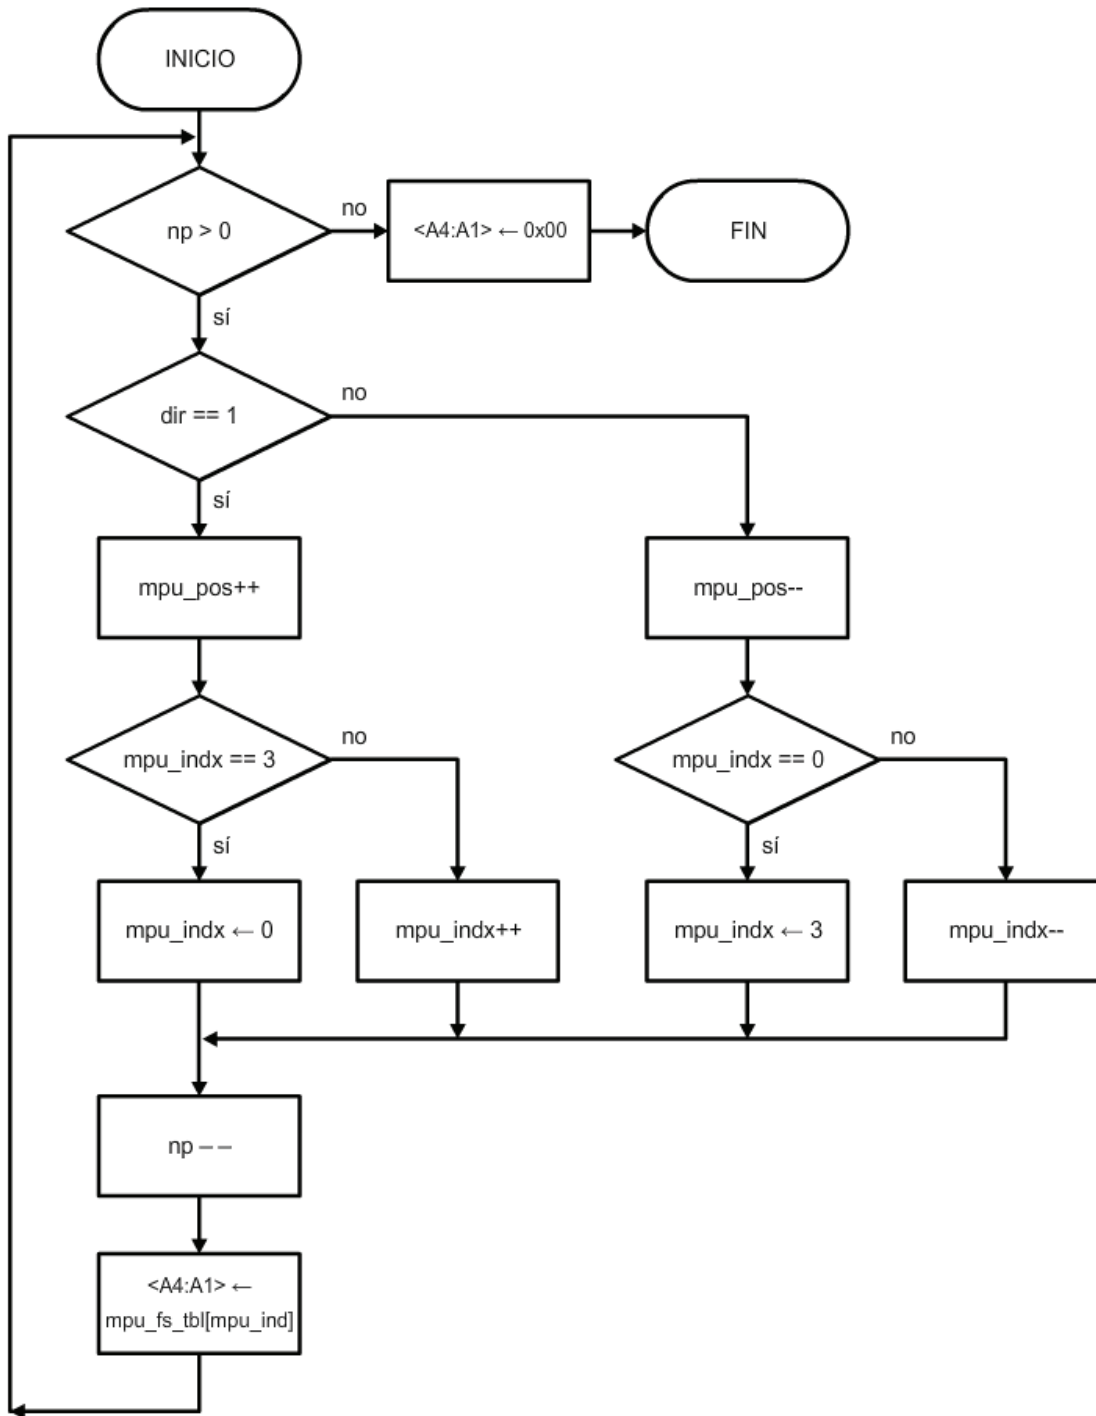 INICIO
np > 0
no
<A4:A1> ← 0x00
FIN
sí
dir == 1
no
sí
mpu_pos++
mpu_pos--
mpu_indx == 3
no
mpu_indx == 0
no
sí
sí
mpu_indx ← 0
mpu_indx++
mpu_indx ← 3
mpu_indx--
np – –
<A4:A1> ←
mpu_fs_tbl[mpu_ind]